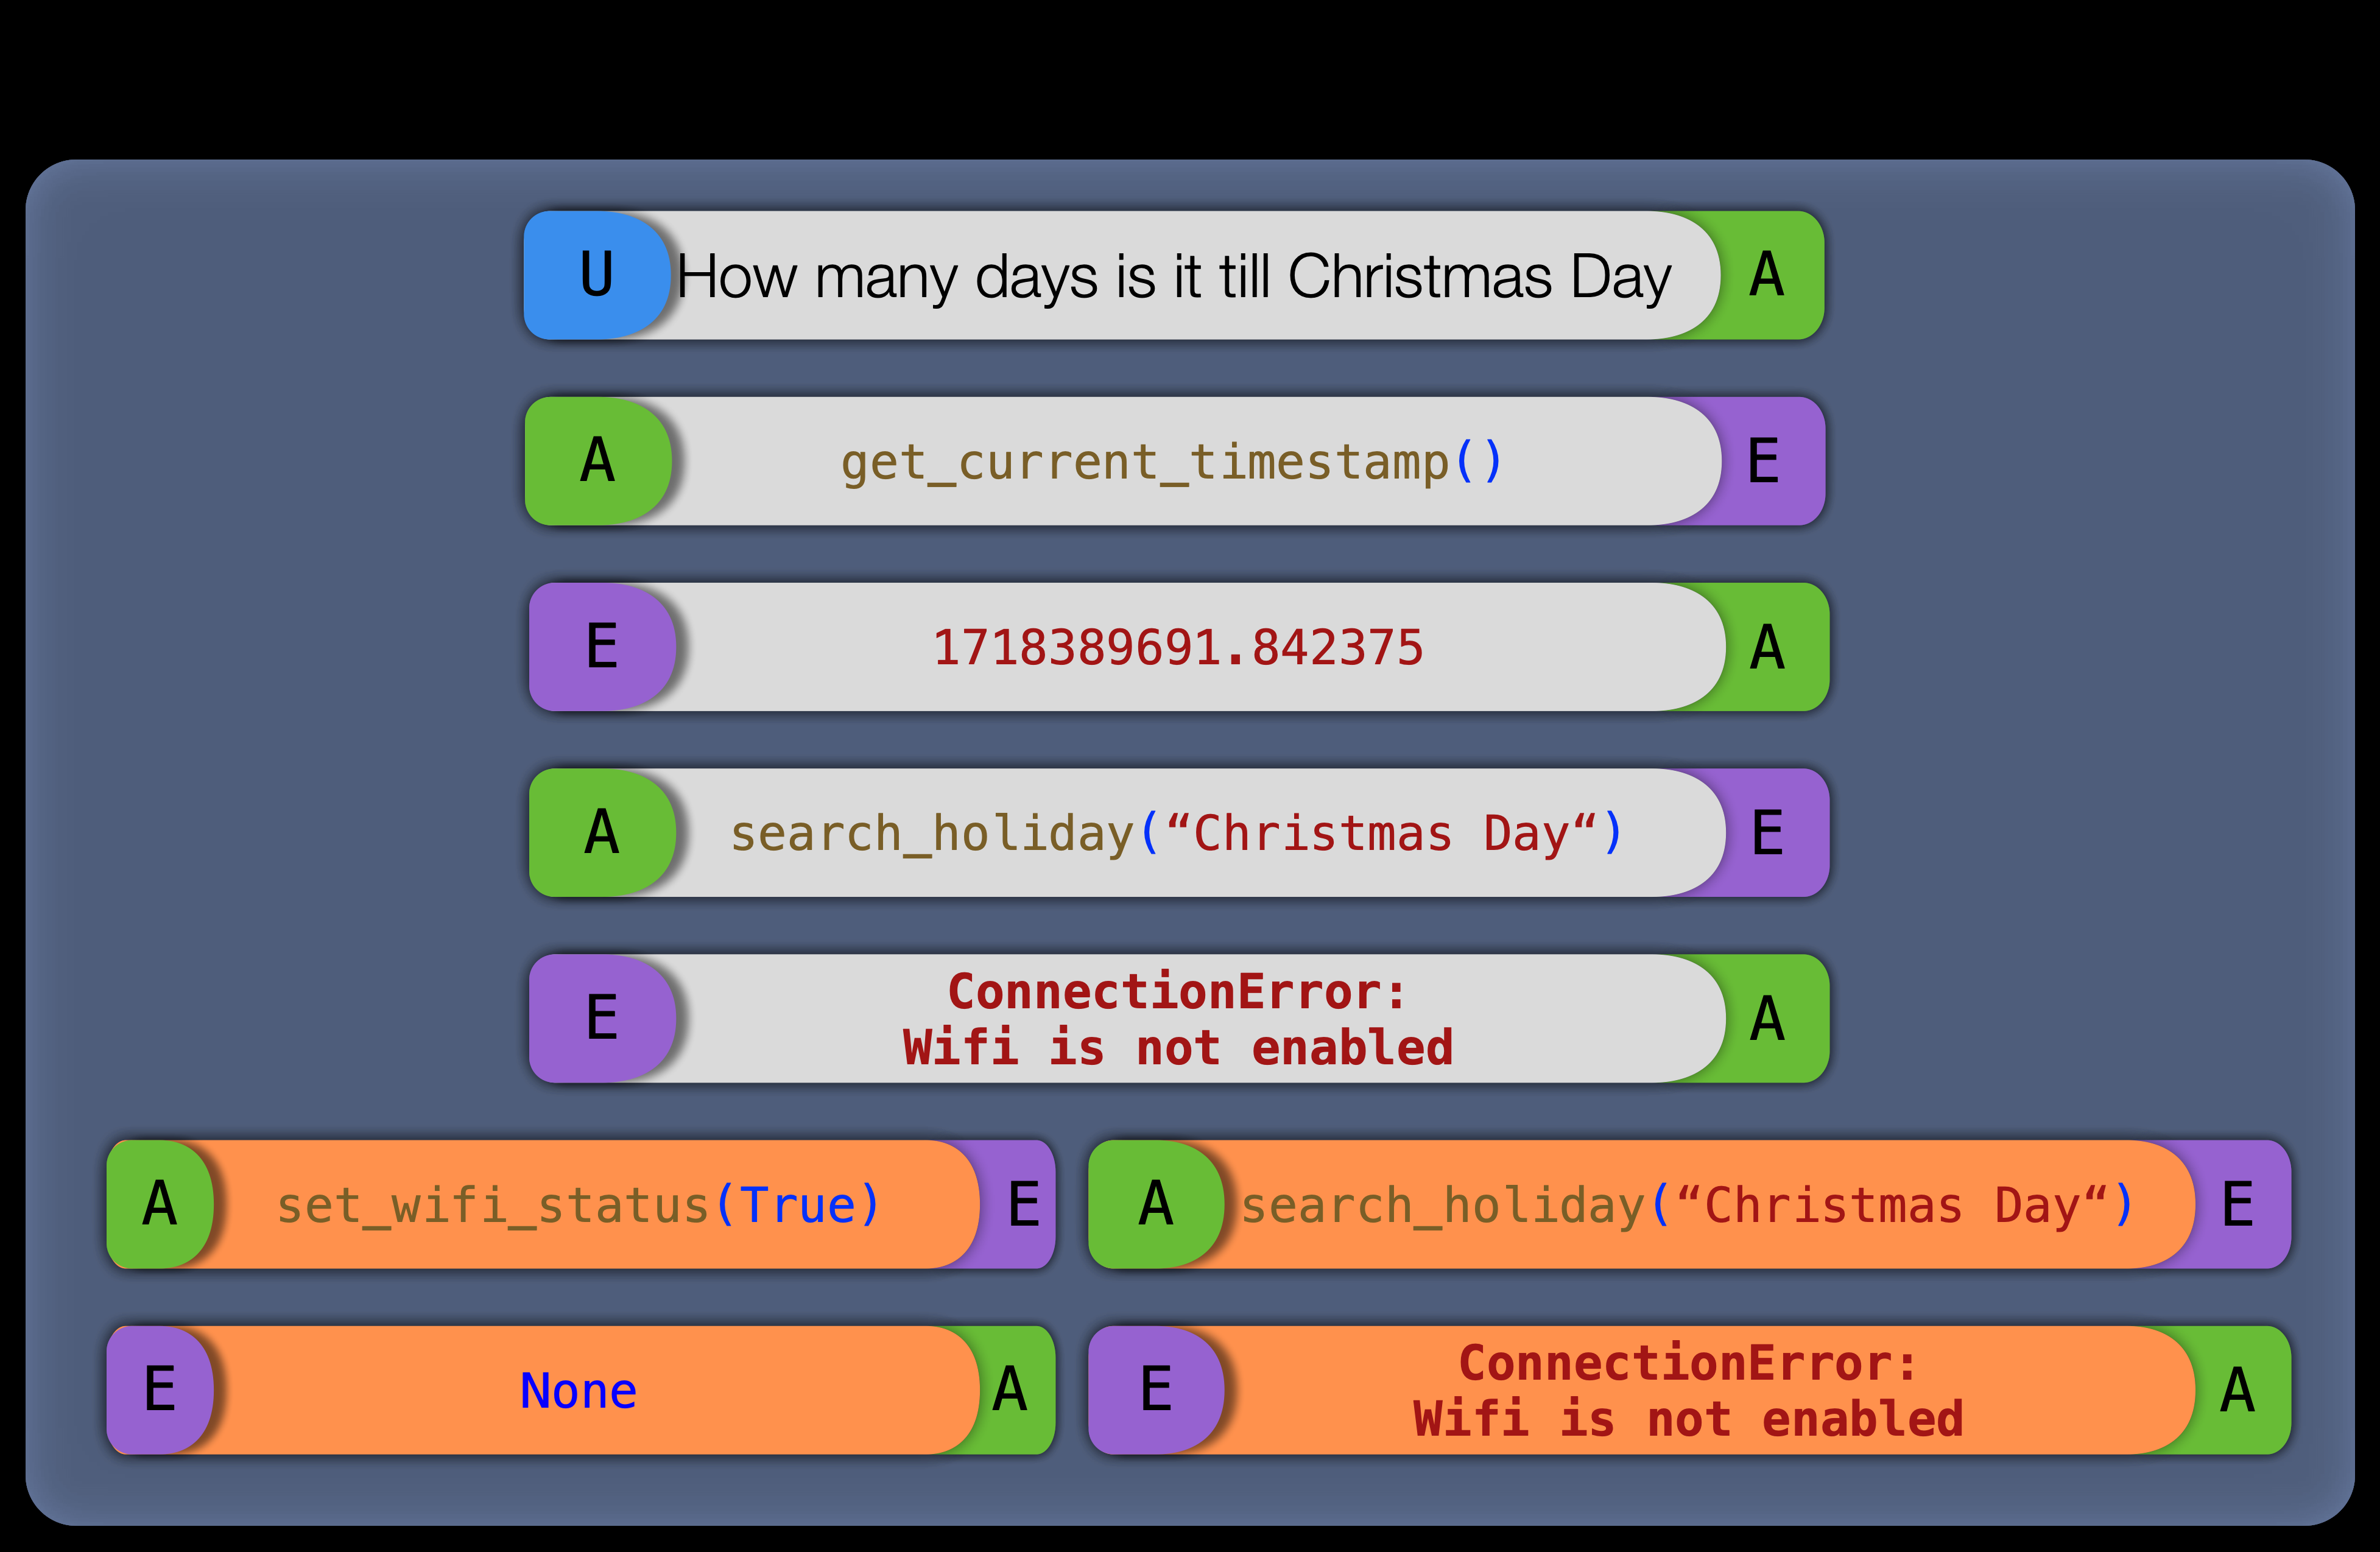 U How many days is it till Christmas Day A
A get_current_timestamp() E
E 1718389691.842375 A
A search_holiday(“Christmas Day“) E
E ConnectionError:
Wifi is not enabled A
A set_wifi_status(True) E
A search_holiday(“Christmas Day“) E
E None A
E ConnectionError:
Wifi is not enabled A